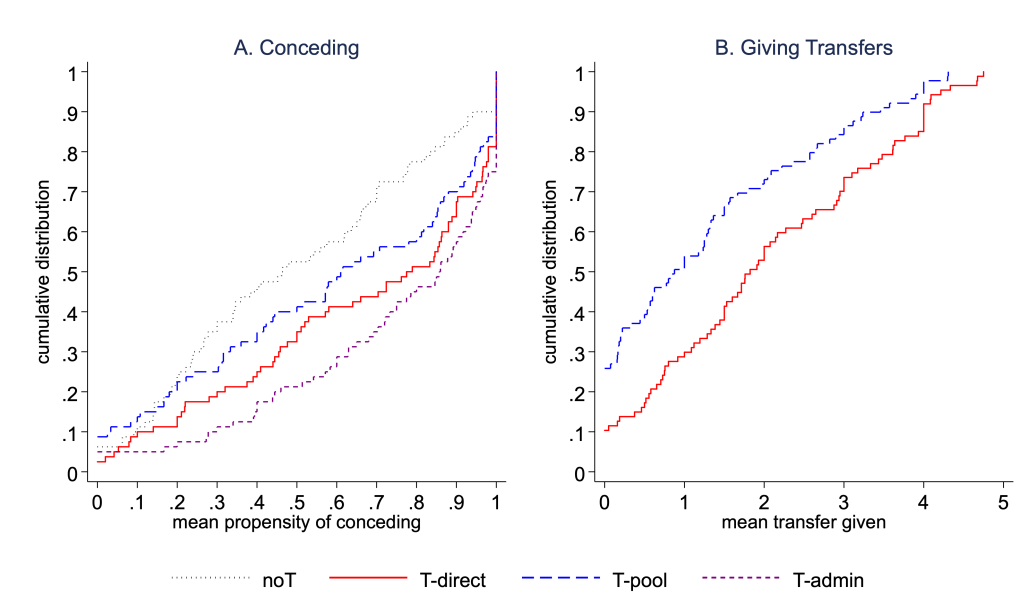 A. Conceding
B. Giving Transfers
cumulative distribution
1
.9
.8
.7
.6
.5
.4
.3
.2
.1
0
0 .1 .2 .3 .4 .5 .6 .7 .8 .9 1
mean propensity of conceding
cumulative distribution
1
.9
.8
.7
.6
.5
.4
.3
.2
.1
0
0 1 2 3 4 5
mean transfer given
noT T-direct T-pool T-admin